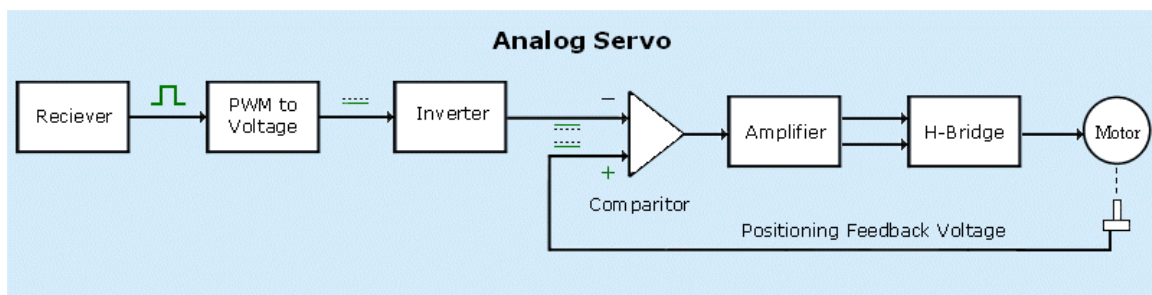 Analog Servo
Reciever
PWM to
Voltage
Inverter
−
+
Comparitor
Amplifier
H-Bridge
Motor
Positioning Feedback Voltage